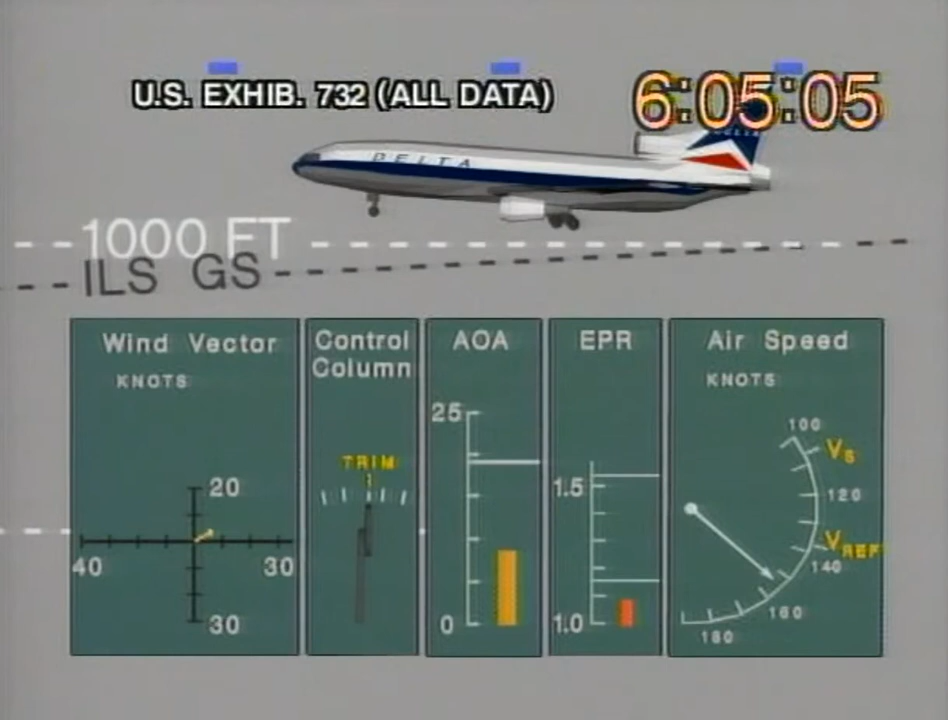 U.S. EXHIB. 732 (ALL DATA)
6:05:05
DELTA
DELTA
1000 FT
ILS GS
Wind Vector
KNOTS
20
40
30
30
Control
Column
TRIM
AOA
25
0
EPR
1.5
1.0
Air Speed
KNOTS
100
VS
120
VREF
140
160
180